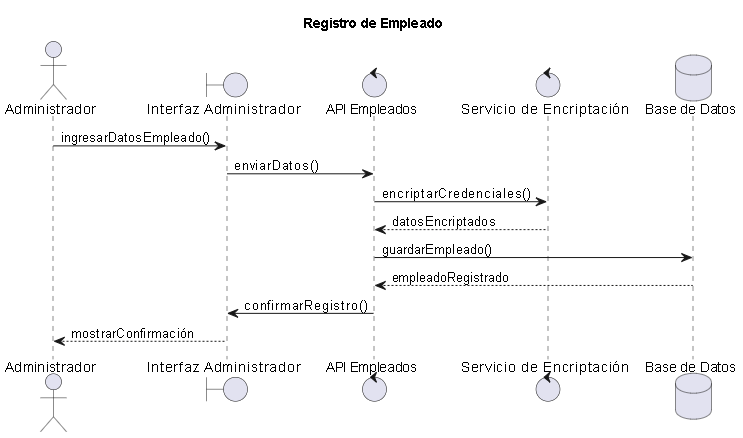 Registro de Empleado
Administrador
Interfaz Administrador
API Empleados
Servicio de Encriptación
Base de Datos
ingresarDatosEmpleado()
enviarDatos()
encriptarCredenciales()
datosEncriptados
guardarEmpleado()
empleadoRegistrado
confirmarRegistro()
mostrarConfirmación
Administrador
Interfaz Administrador
API Empleados
Servicio de Encriptación
Base de Datos